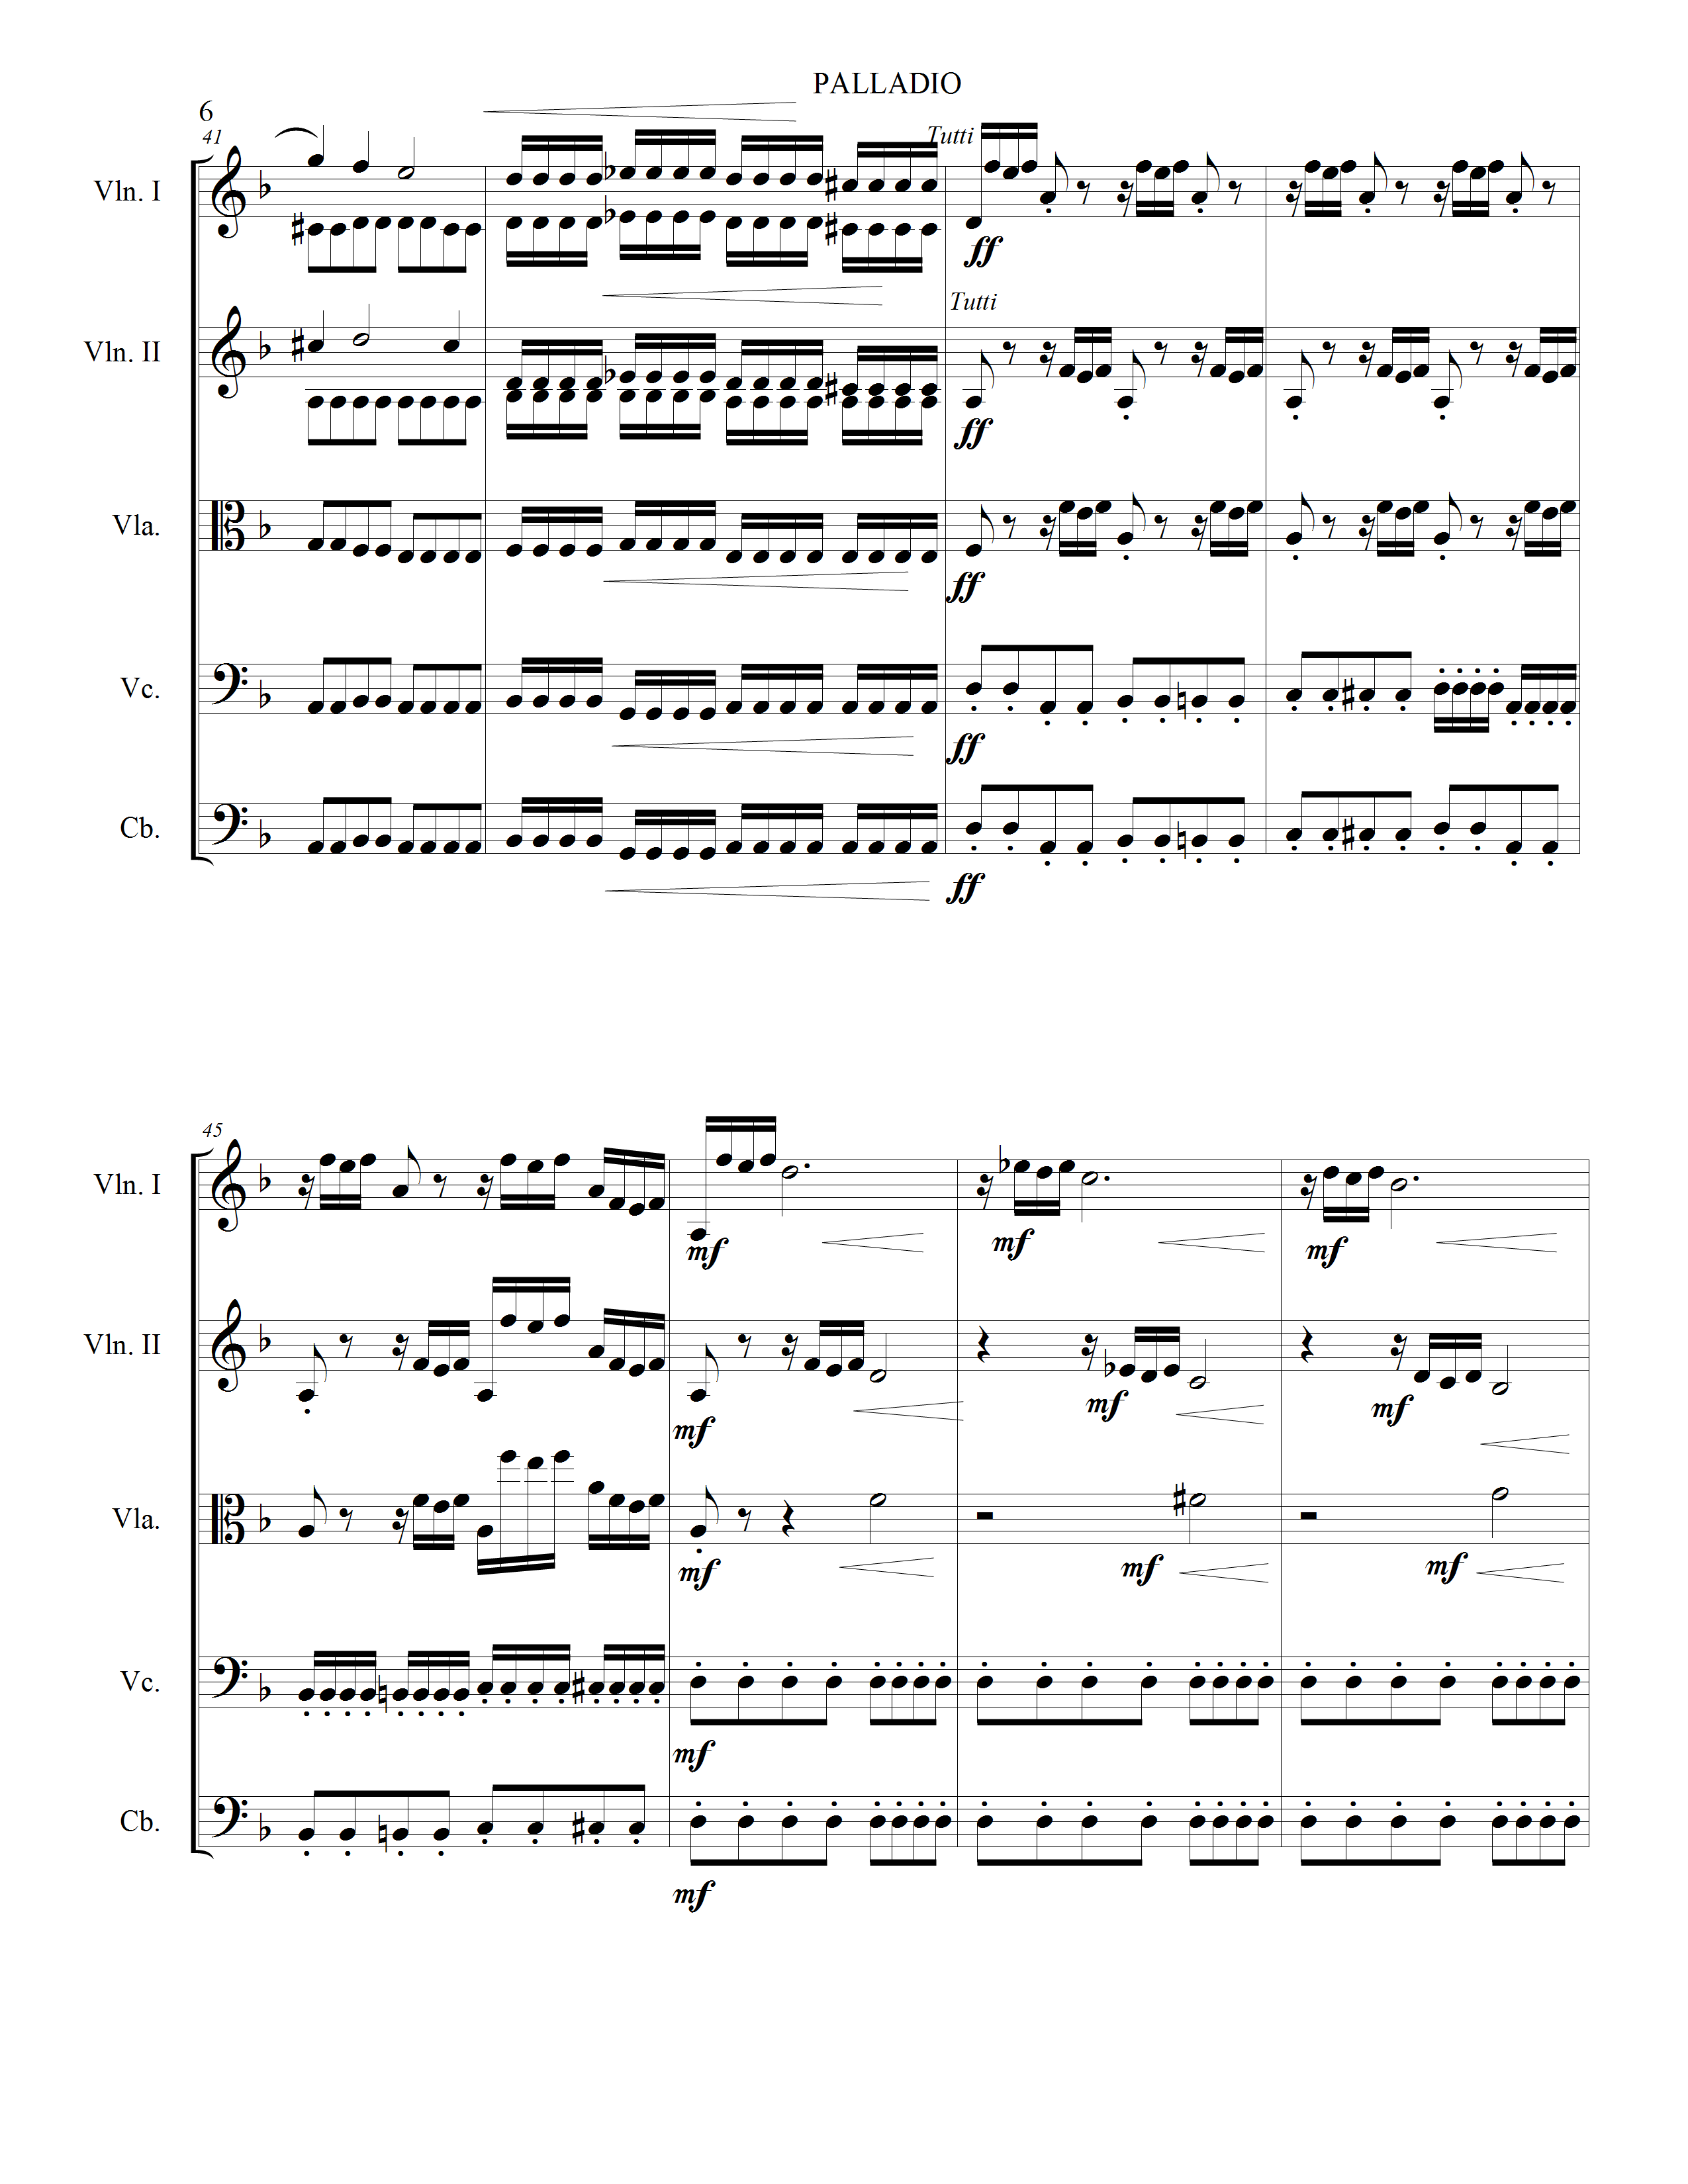 PALLADIO
6
41
Tutti
Vln. I
ff
Tutti
Vln. II
ff
Vla.
ff
Vc.
ff
Cb.
ff
45
Vln. I
mf mf mf
Vln. II
mf mf mf
Vla.
mf mf mf
Vc.
mf
Cb.
mf